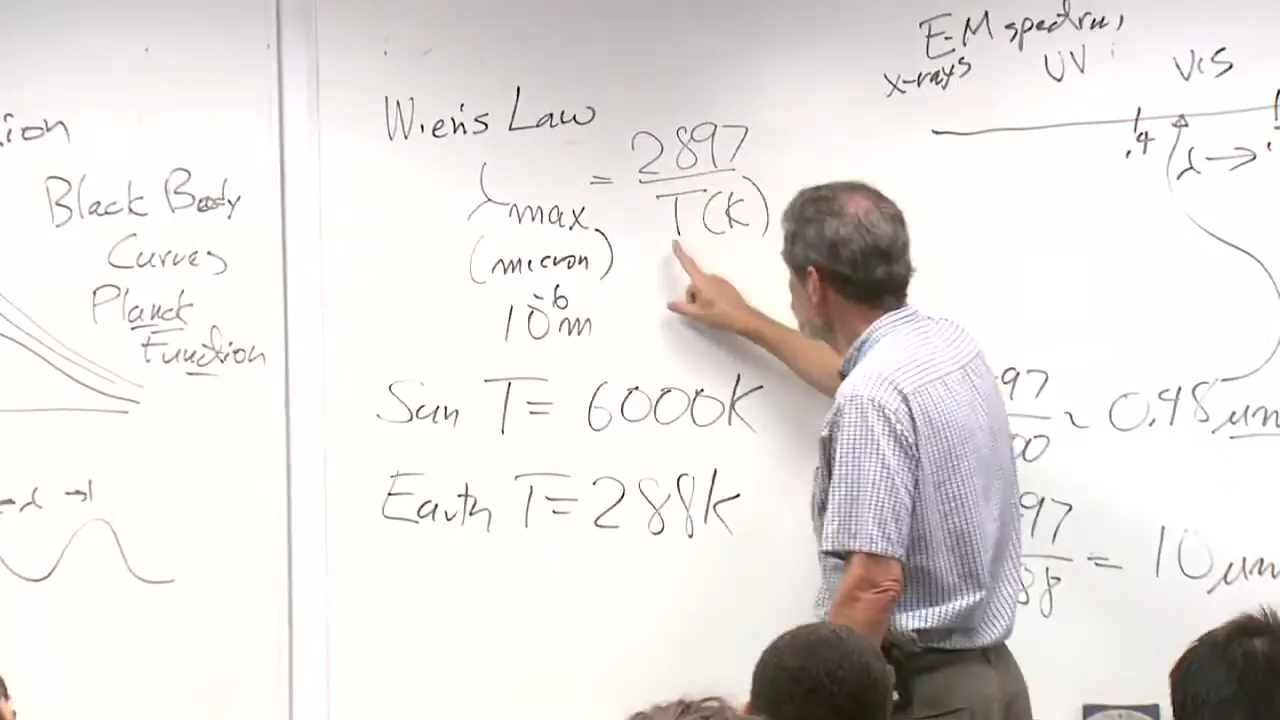 ion
Black Body
Curves
Planck
Function
λ → |
Wien's Law
λmax = 2897 / T(K)
(micron)
10^-6 m
Sun T = 6000K
Earth T = 288K
E-M spectrum
x-rays UV VIS
.4
λ →
97 / 00 ~ 0.48 μm
97 / 88 = 10 μm